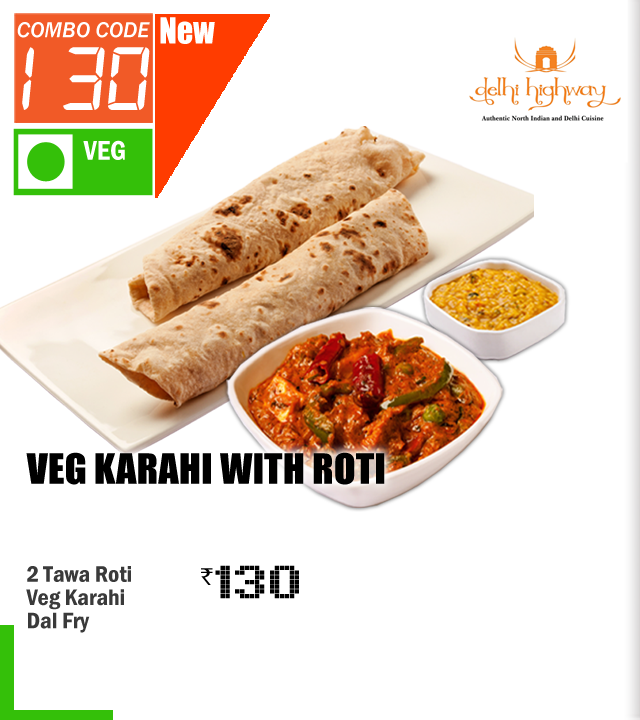 COMBO CODE
130
New
VEG
delhi highway
Authentic North Indian and Delhi Cuisine
VEG KARAHI WITH ROTI
2 Tawa Roti
₹130
Veg Karahi
Dal Fry